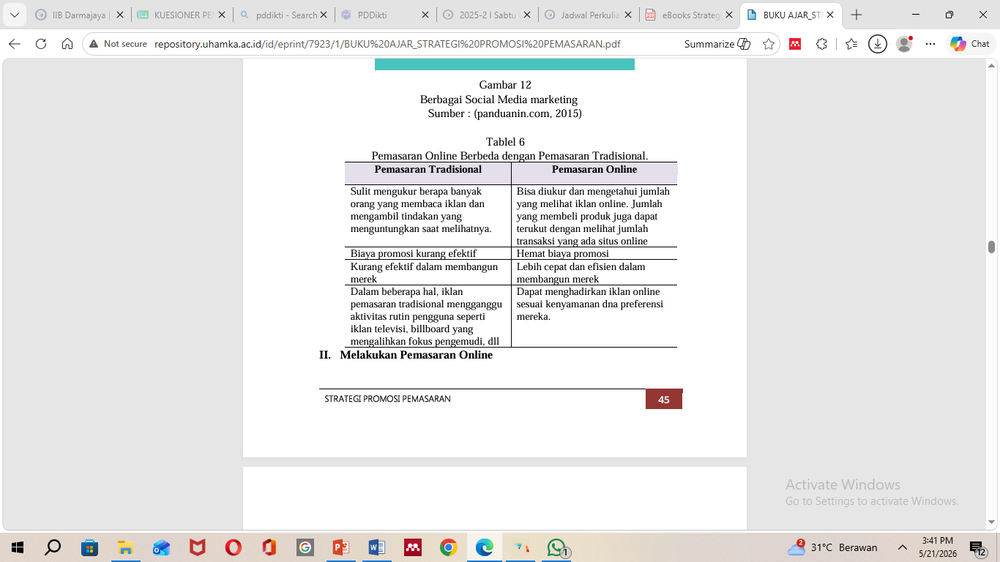 IIB Darmajaya
KUESIONER PE
pddikti - Search
PDDikti
2025-2 I Sabtu
Jadwal Perkulia
eBooks Strateg
BUKU AJAR_ST
Not secure
repository.uhamka.ac.id/id/eprint/7923/1/BUKU%20AJAR_STRATEGI%20PROMOSI%20PEMASARAN.pdf
Summarize
Chat
Gambar 12
Berbagai Social Media marketing
Sumber : (panduanin.com, 2015)
Tablel 6
Pemasaran Online Berbeda dengan Pemasaran Tradisional.
Pemasaran Tradisional
Pemasaran Online
Sulit mengukur berapa banyak
orang yang membaca iklan dan
mengambil tindakan yang
menguntungkan saat melihatnya.
Bisa diukur dan mengetahui jumlah
yang melihat iklan online. Jumlah
yang membeli produk juga dapat
terukut dengan melihat jumlah
transaksi yang ada situs online
Biaya promosi kurang efektif
Hemat biaya promosi
Kurang efektif dalam membangun
merek
Lebih cepat dan efisien dalam
membangun merek
Dalam beberapa hal, iklan
pemasaran tradisional mengganggu
aktivitas rutin pengguna seperti
iklan televisi, billboard yang
mengalihkan fokus pengemudi, dll
Dapat menghadirkan iklan online
sesuai kenyamanan dna preferensi
mereka.
II. Melakukan Pemasaran Online
STRATEGI PROMOSI PEMASARAN
45
Activate Windows
Go to Settings to activate Windows.
2
31°C Berawan
3:41 PM
5/21/2026
12
1